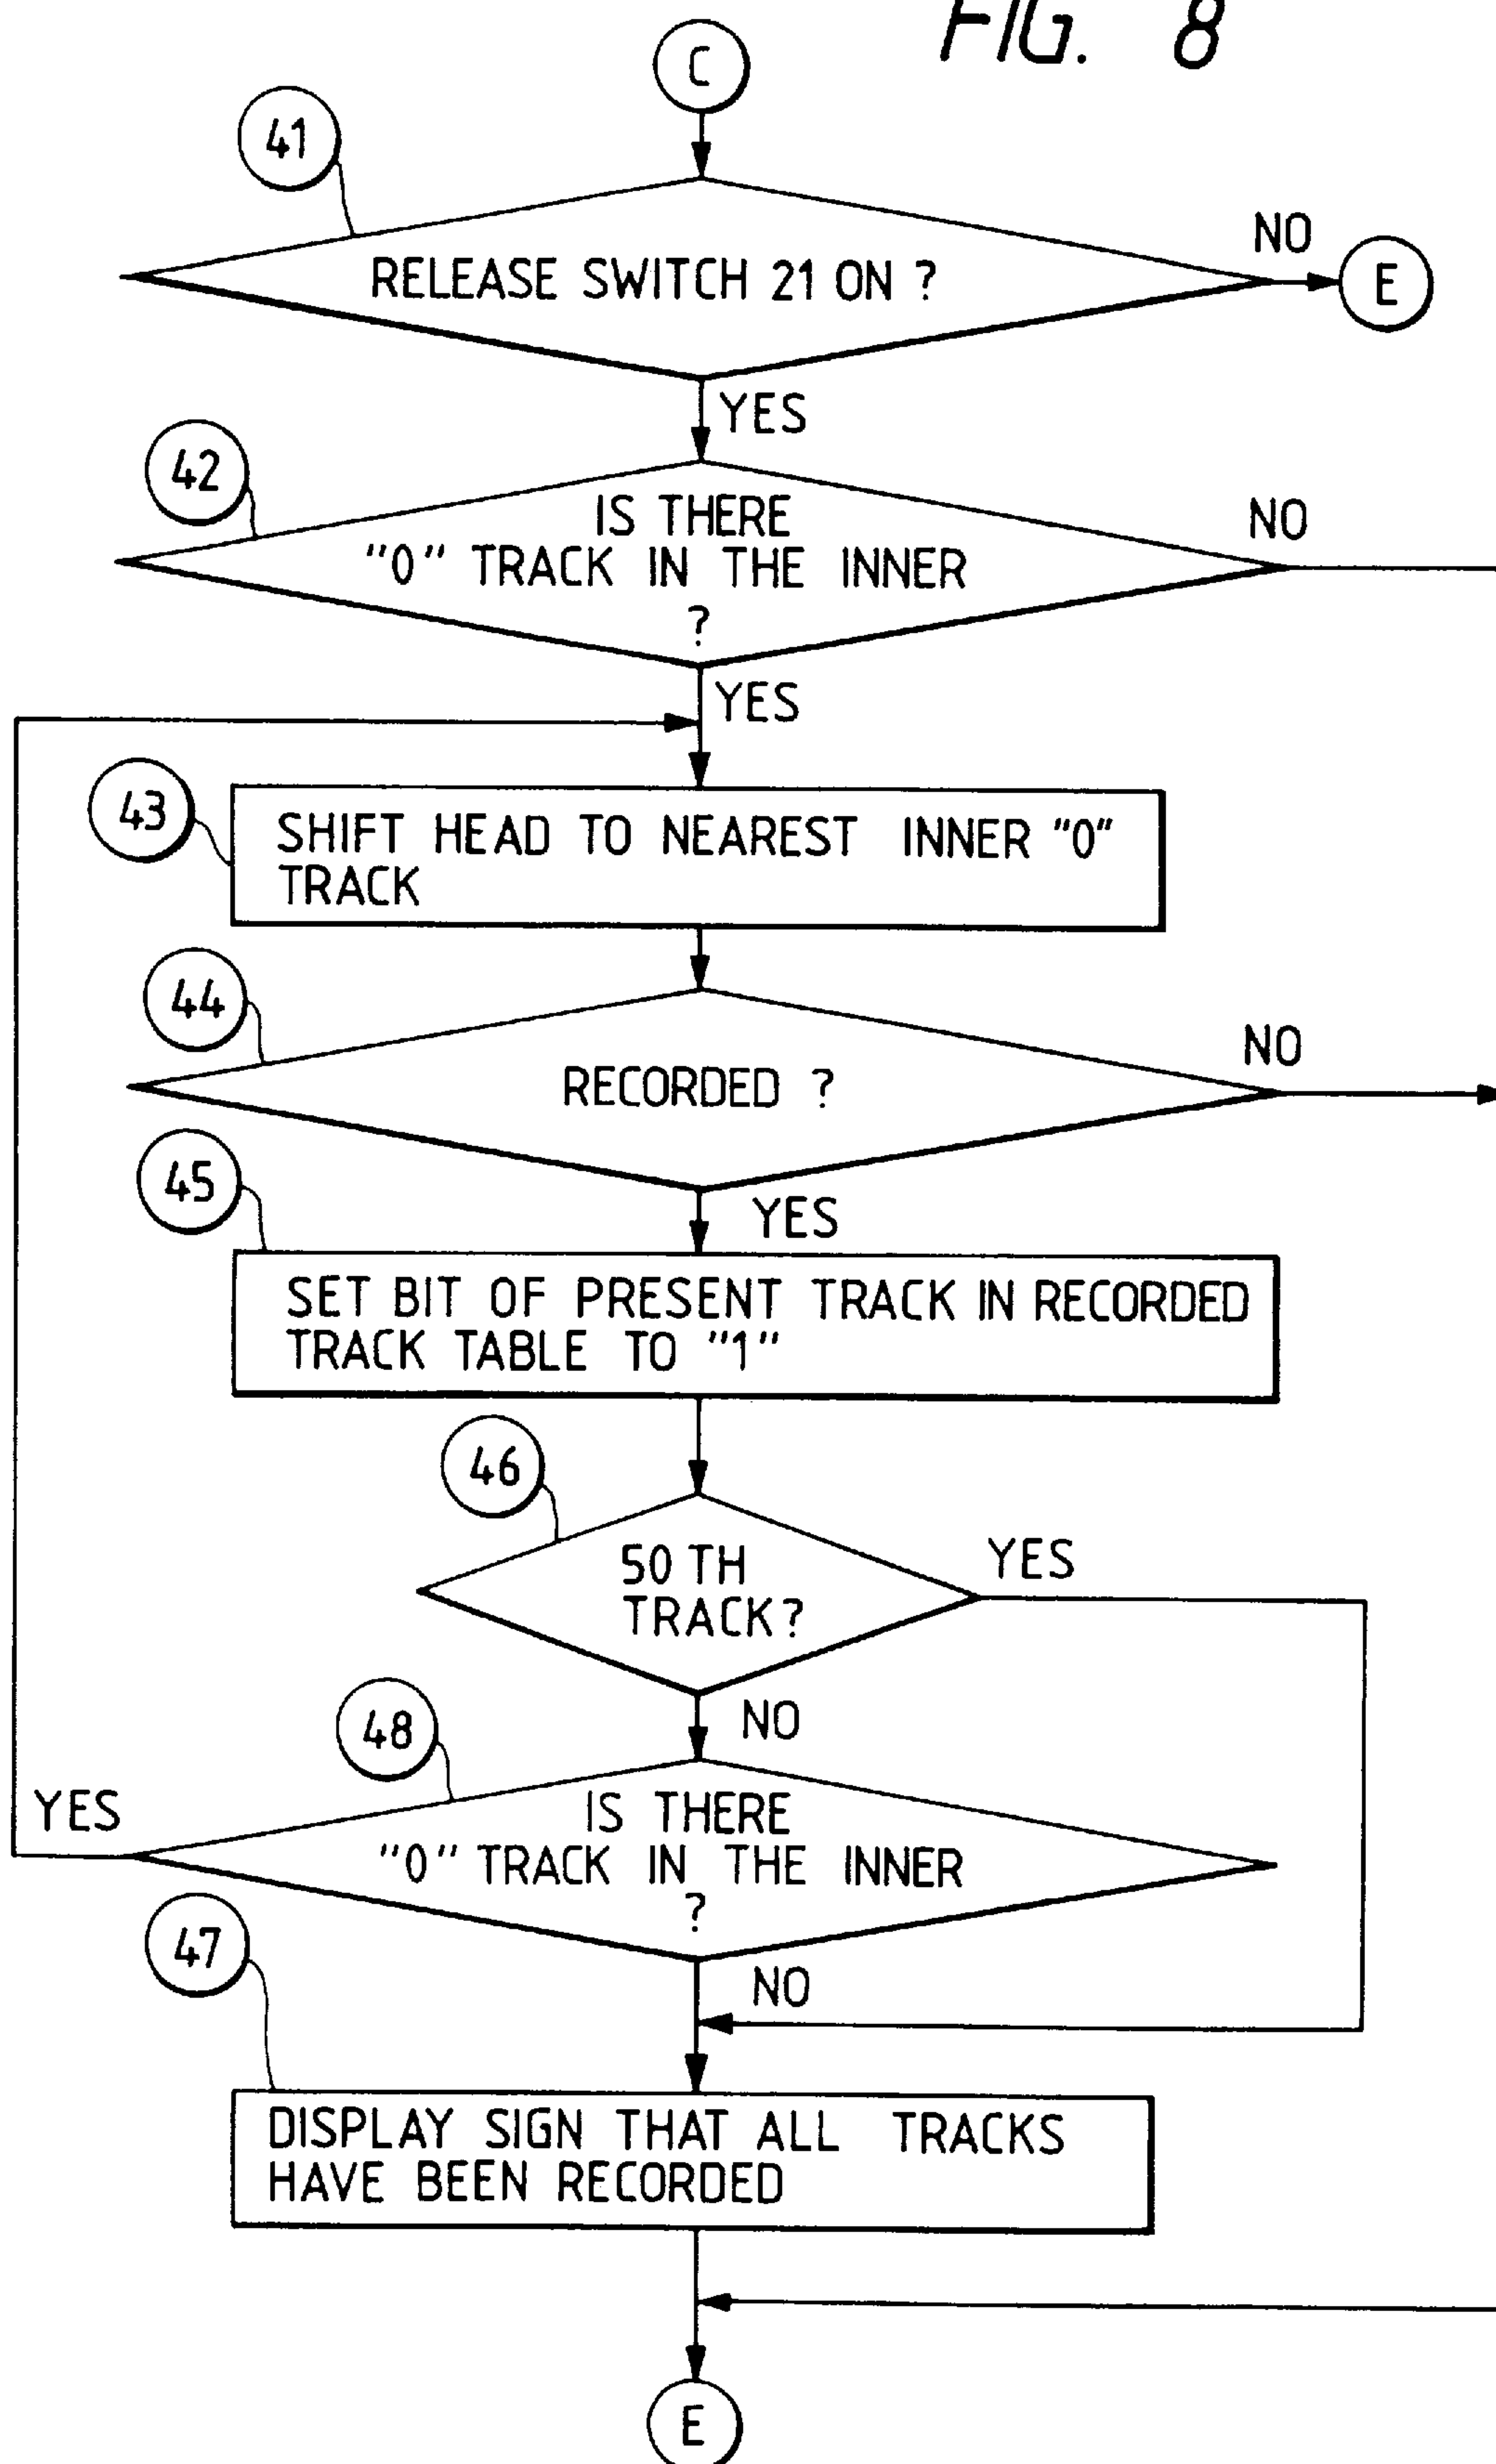 FIG. 8
C
41
RELEASE SWITCH 21 ON ?
NO
E
YES
42
IS THERE
"0" TRACK IN THE INNER
?
NO
YES
43
SHIFT HEAD TO NEAREST INNER "0"
TRACK
44
RECORDED ?
NO
45
YES
SET BIT OF PRESENT TRACK IN RECORDED
TRACK TABLE TO "1"
46
50 TH
TRACK?
YES
NO
48
YES
IS THERE
"0" TRACK IN THE INNER
?
47
NO
DISPLAY SIGN THAT ALL TRACKS
HAVE BEEN RECORDED
E